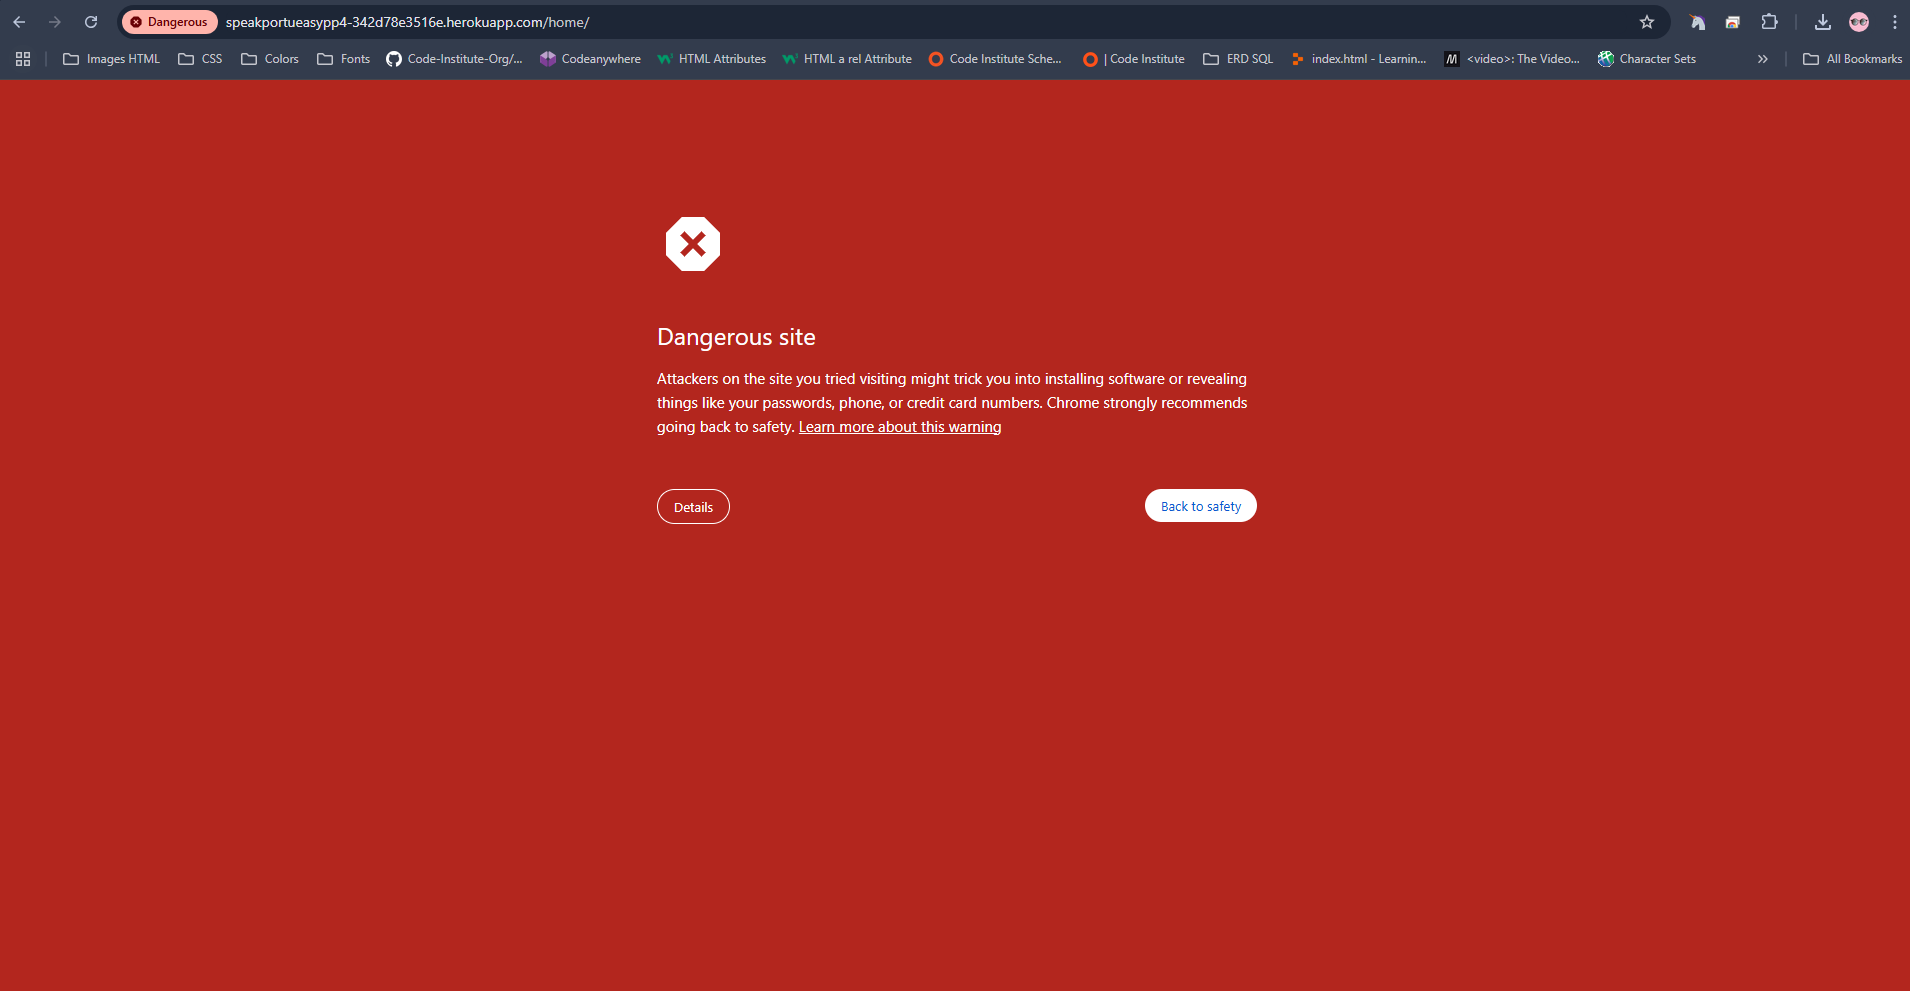 Dangerous speakportueasypp4-342d78e3516e.herokuapp.com/home/
Images HTML CSS Colors Fonts Code-Institute-Org/... Codeanywhere HTML Attributes HTML a rel Attribute Code Institute Sche... | Code Institute ERD SQL index.html - Learnin... <video>: The Video... Character Sets » All Bookmarks
Dangerous site
Attackers on the site you tried visiting might trick you into installing software or revealing
things like your passwords, phone, or credit card numbers. Chrome strongly recommends
going back to safety. Learn more about this warning
Details Back to safety